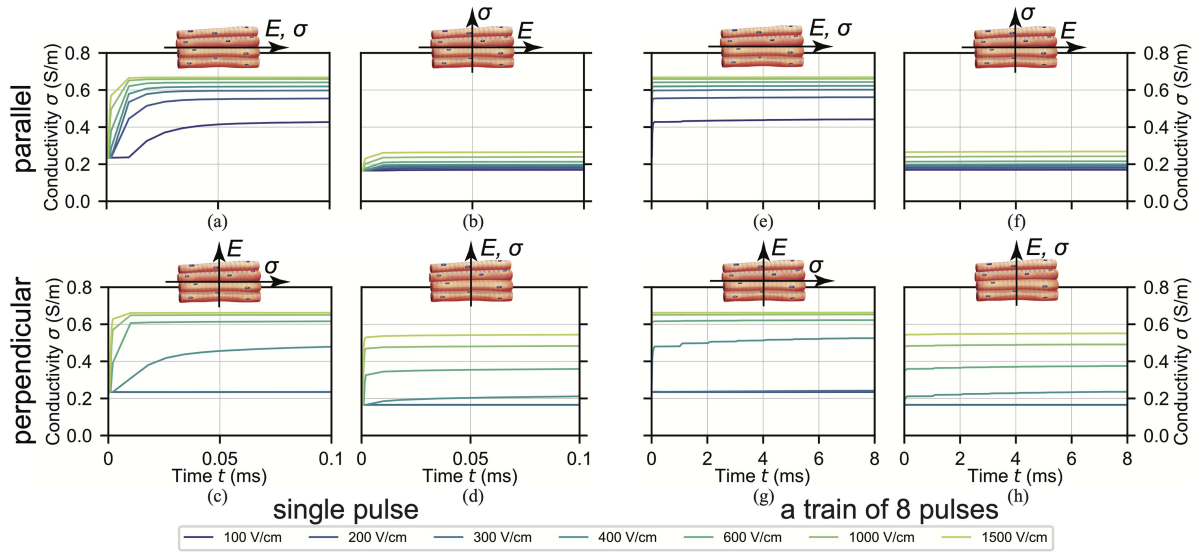 E, σ
σ
E
E, σ
σ
E
parallel
Conductivity σ (S/m)
0.8
0.6
0.4
0.2
0.0
0.8
0.6
0.4
0.2
0.0
Conductivity σ (S/m)
(a)
(b)
(e)
(f)
E
σ
E, σ
E
σ
E, σ
perpendicular
Conductivity σ (S/m)
0.8
0.6
0.4
0.2
0.0
0.8
0.6
0.4
0.2
0.0
Conductivity σ (S/m)
0 0.05 0.1 0 0.05 0.1 0 2 4 6 8 0 2 4 6 8
Time t (ms) Time t (ms) Time t (ms) Time t (ms)
(c) (d) (g) (h)
single pulse a train of 8 pulses
100 V/cm 200 V/cm 300 V/cm 400 V/cm 600 V/cm 1000 V/cm 1500 V/cm